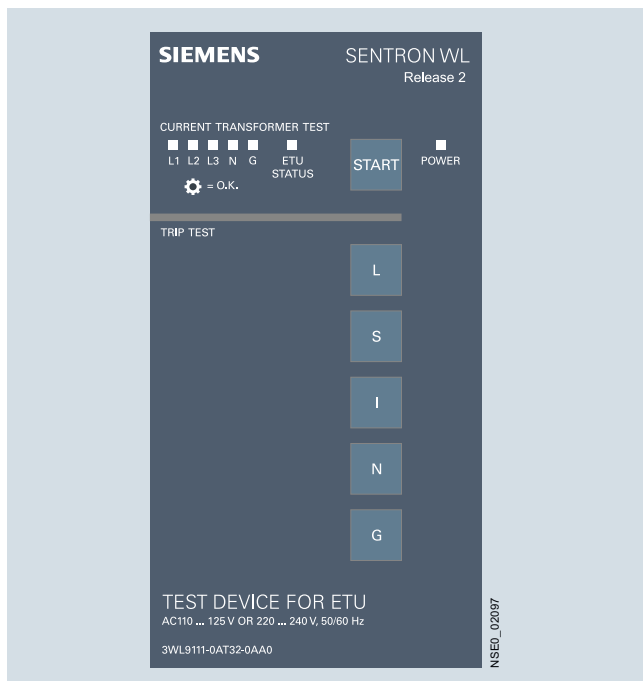 SIEMENS
SENTRON WL
Release 2
CURRENT TRANSFORMER TEST
L1 L2 L3 N G
ETU
STATUS
START
POWER
= O.K.
TRIP TEST
L
S
I
N
G
TEST DEVICE FOR ETU
AC110 ... 125 V OR 220 ... 240 V, 50/60 Hz
3WL9111-0AT32-0AA0
NSE0_02097